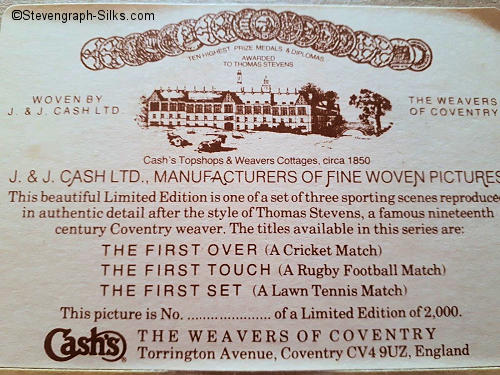 ©Stevengraph-Silks.com
TEN HIGHEST PRIZE MEDALS & DIPLOMAS
AWARDED
TO THOMAS STEVENS
WOVEN BY
J. & J. CASH LTD.
THE WEAVERS
OF COVENTRY
Cash's Topshops & Weavers Cottages, circa 1850
J. & J. CASH LTD., MANUFACTURERS OF FINE WOVEN PICTURES
This beautiful Limited Edition is one of a set of three sporting scenes reproduced
in authentic detail after the style of Thomas Stevens, a famous nineteenth
century Coventry weaver. The titles available in this series are:
THE FIRST OVER (A Cricket Match)
THE FIRST TOUCH (A Rugby Football Match)
THE FIRST SET (A Lawn Tennis Match)
This picture is No. ..................... of a Limited Edition of 2,000.
Cash's® THE WEAVERS OF COVENTRY
Torrington Avenue, Coventry CV4 9UZ, England